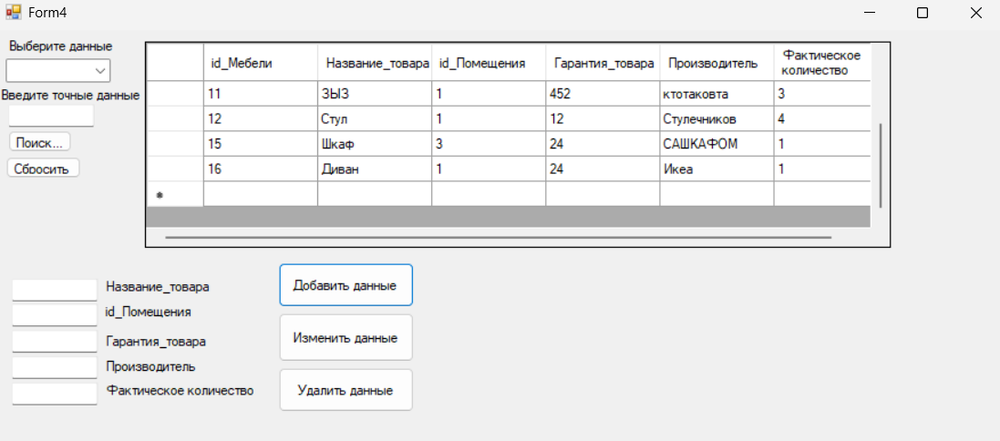 Form4
Выберите данные
Введите точные данные
Поиск...
Сбросить
id_Мебели Название_товара id_Помещения Гарантия_товара Производитель Фактическое количество
11 ЗЫЗ 1 452 ктотаковта 3
12 Стул 1 12 Стулечников 4
15 Шкаф 3 24 САШКАФОМ 1
16 Диван 1 24 Икеа 1
Название_товара
id_Помещения
Гарантия_товара
Производитель
Фактическое количество
Добавить данные
Изменить данные
Удалить данные